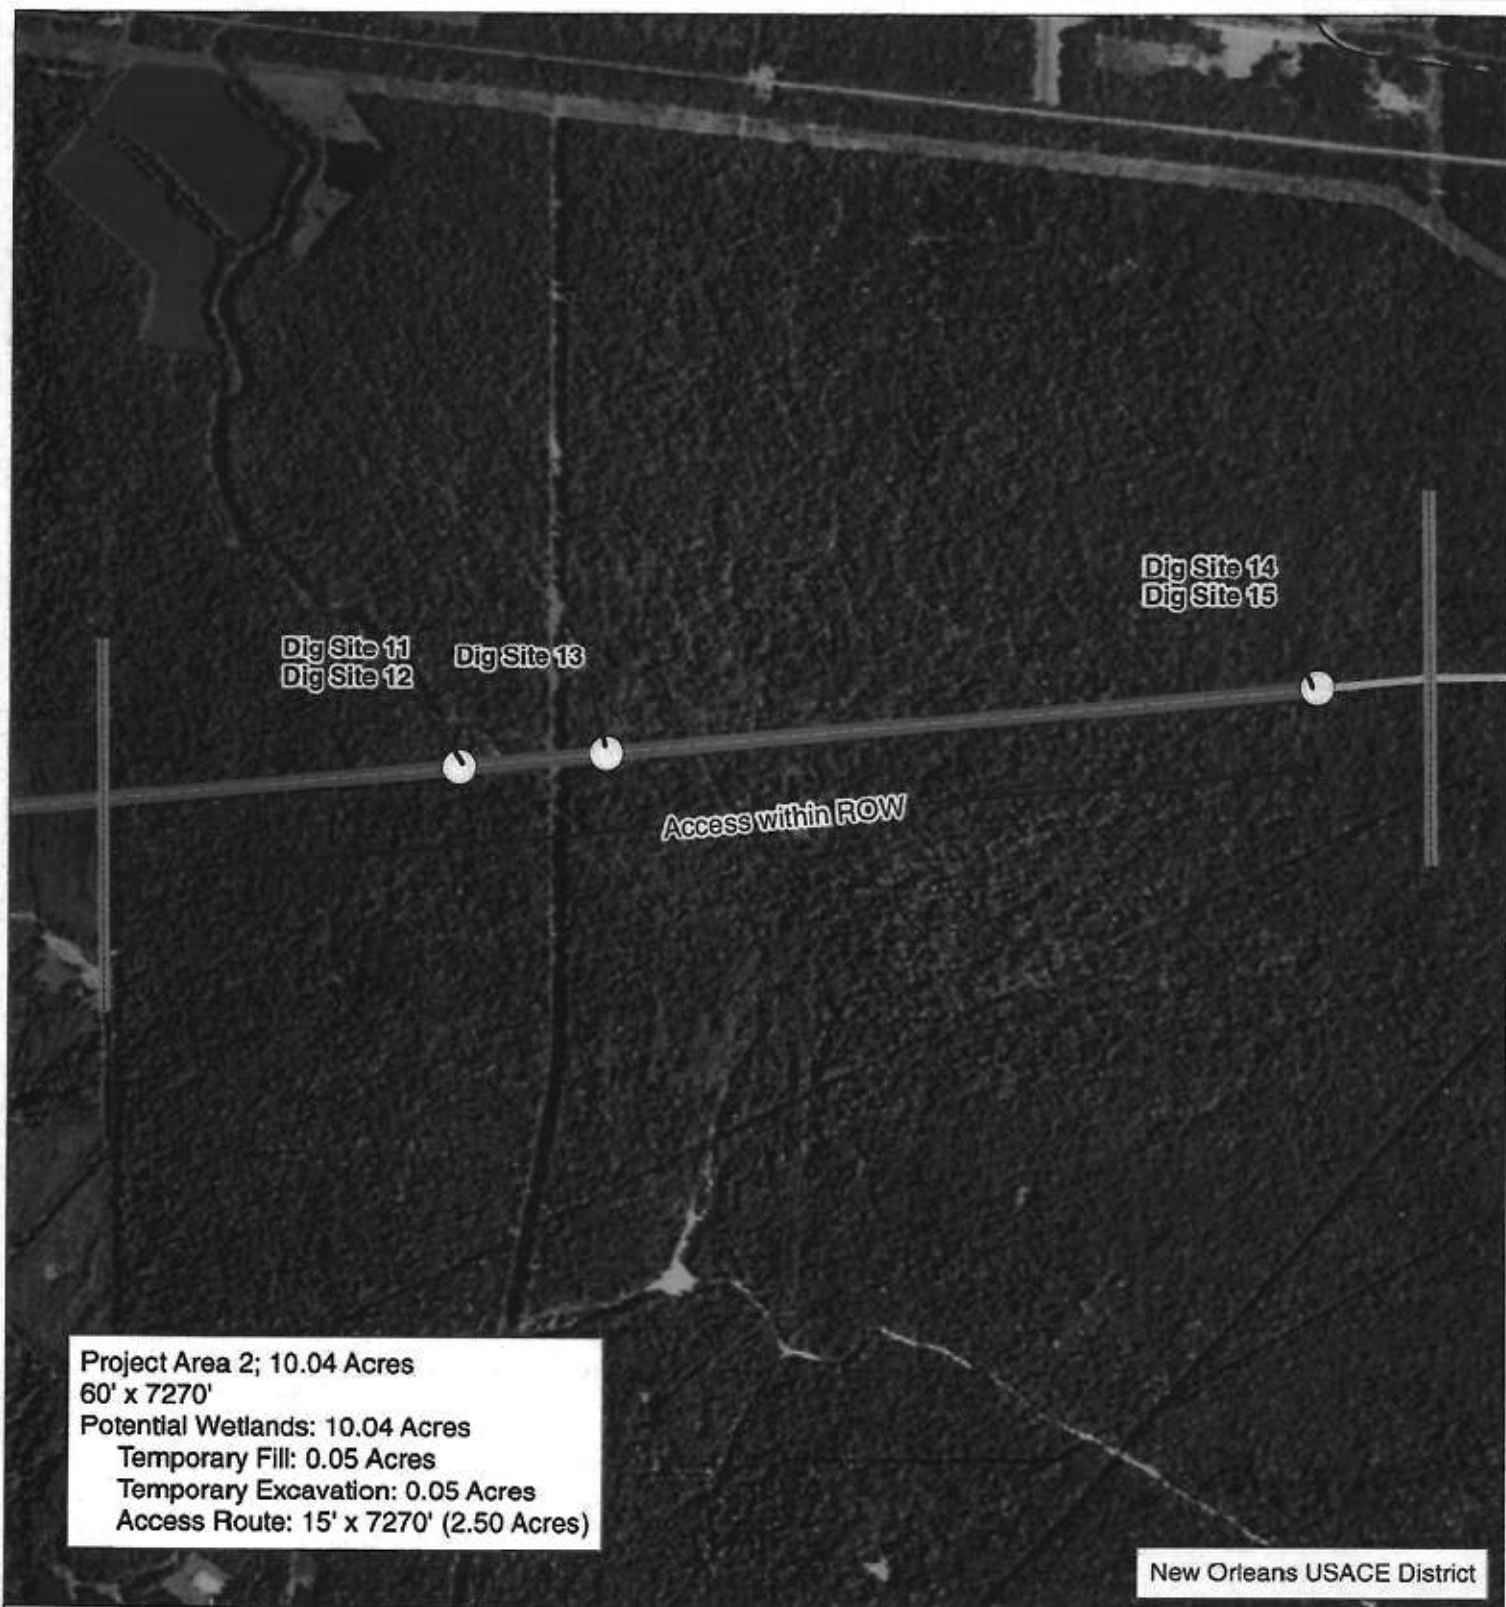 Dig Site 14
Dig Site 15
Dig Site 11
Dig Site 12
Dig Site 13
Access within ROW
Project Area 2; 10.04 Acres
60' x 7270'
Potential Wetlands: 10.04 Acres
Temporary Fill: 0.05 Acres
Temporary Excavation: 0.05 Acres
Access Route: 15' x 7270' (2.50 Acres)
New Orleans USACE District